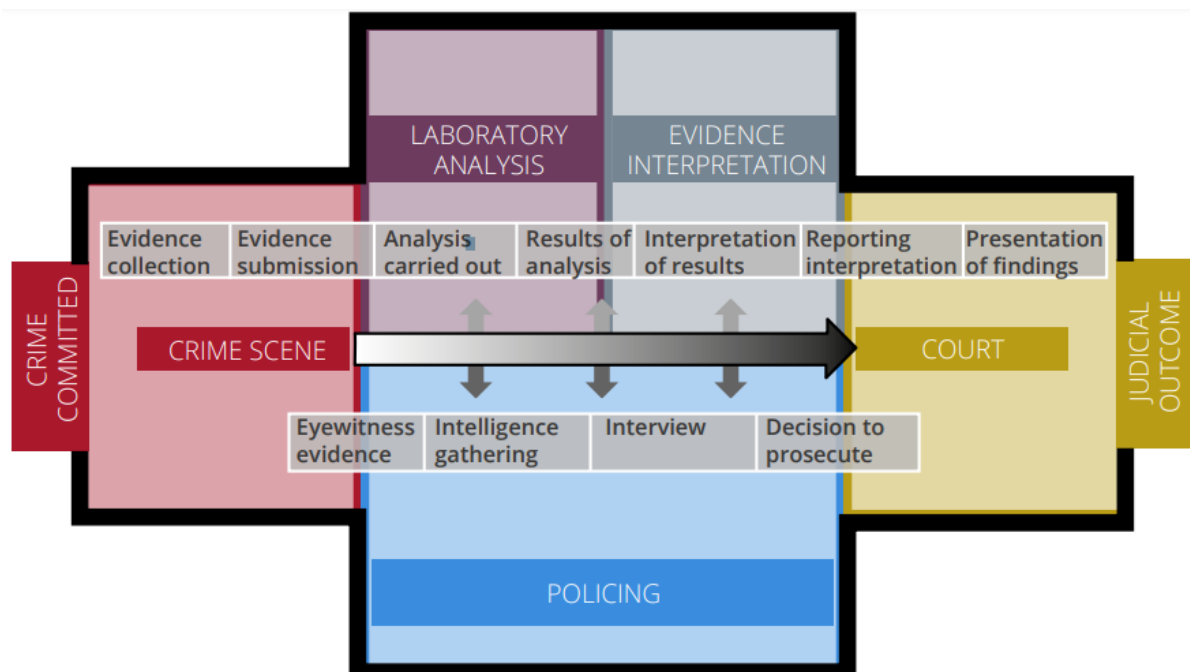 LABORATORY
ANALYSIS
EVIDENCE
INTERPRETATION
Evidence
collection
Evidence
submission
Analysis
carried out
Results of
analysis
Interpretation
of results
Reporting
interpretation
Presentation
of findings
CRIME
COMMITTED
CRIME SCENE
COURT
JUDICIAL
OUTCOME
Eyewitness
evidence
Intelligence
gathering
Interview
Decision to
prosecute
POLICING